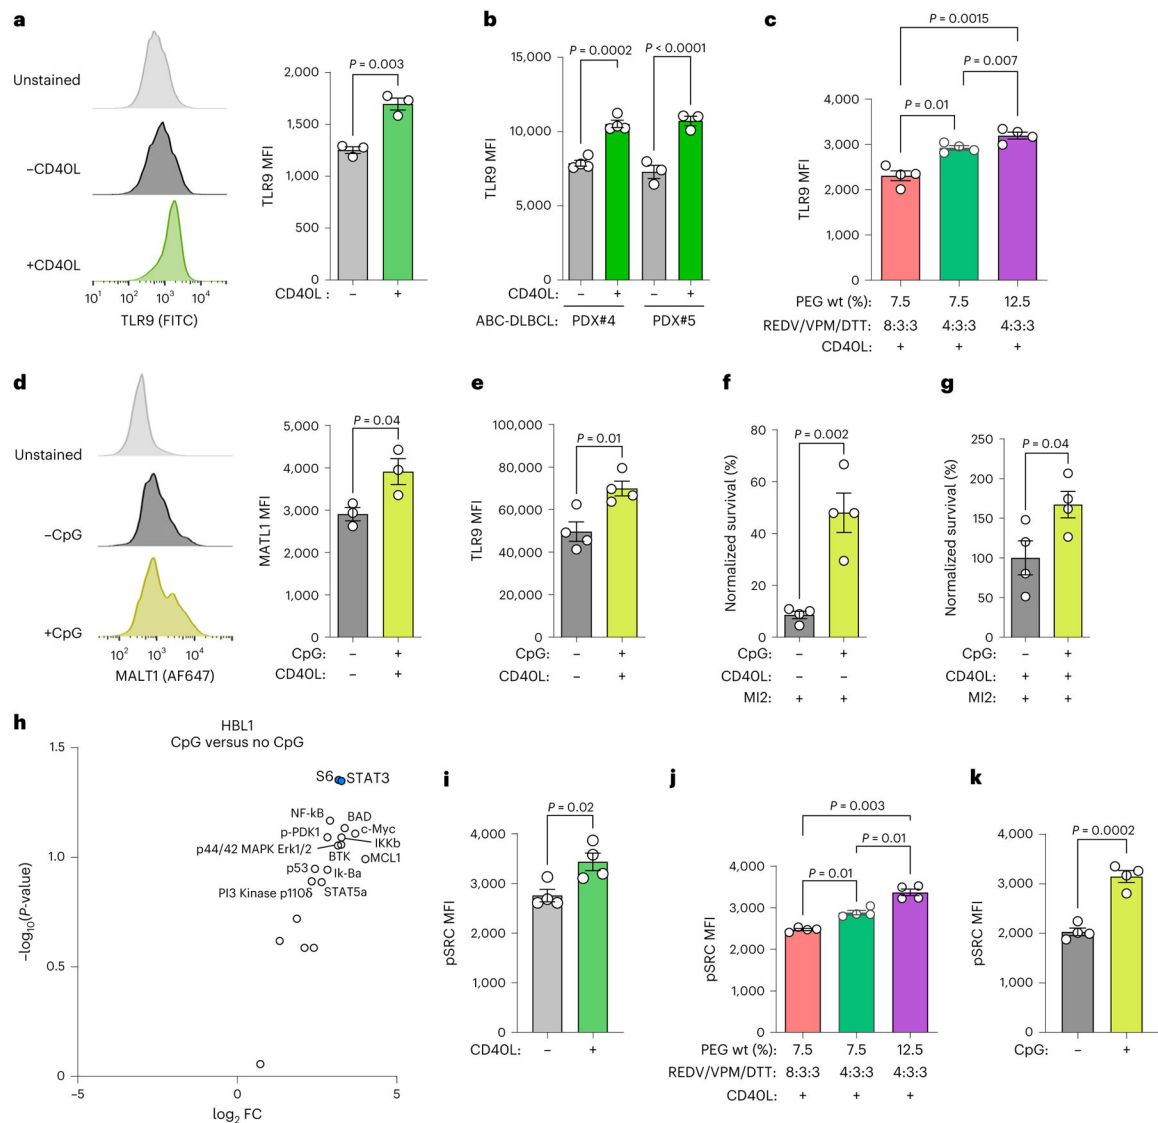 a
Unstained
–CD40L
+CD40L
10¹ 10² 10³ 10⁴
TLR9 (FITC)
TLR9 MFI
2,000
1,500
1,000
500
0
P = 0.003
CD40L : – +
b
TLR9 MFI
15,000
10,000
5,000
0
P = 0.0002
P < 0.0001
CD40L: – + – +
ABC-DLBCL: PDX#4 PDX#5
c
P = 0.0015
P = 0.007
P = 0.01
TLR9 MFI
4,000
3,000
2,000
1,000
0
PEG wt (%): 7.5 7.5 12.5
REDV/VPM/DTT: 8:3:3 4:3:3 4:3:3
CD40L: + + +
d
Unstained
–CpG
+CpG
10² 10³ 10⁴
MALT1 (AF647)
MATL1 MFI
5,000
4,000
3,000
2,000
1,000
0
P = 0.04
CpG: – +
CD40L: – +
e
TLR9 MFI
100,000
80,000
60,000
40,000
20,000
0
P = 0.01
CpG: – +
CD40L: – +
f
Normalized survival (%)
80
60
40
20
0
P = 0.002
CpG: – +
CD40L: – –
MI2: + +
g
Normalized survival (%)
250
200
150
100
50
0
P = 0.04
CpG: – +
CD40L: + +
MI2: + +
h
HBL1
CpG versus no CpG
–log₁₀(P-value)
1.5
1.0
0.5
0
S6 STAT3
NF-kB BAD
p-PDK1 c-Myc
p44/42 MAPK Erk1/2 IKKb
BTK MCL1
p53 Ik-Ba
PI3 Kinase p110δ STAT5a
–5 0 5
log₂ FC
i
pSRC MFI
4,000
3,000
2,000
1,000
0
P = 0.02
CD40L: – +
j
P = 0.003
P = 0.01
P = 0.01
pSRC MFI
4,000
3,000
2,000
1,000
0
PEG wt (%): 7.5 7.5 12.5
REDV/VPM/DTT: 8:3:3 4:3:3 4:3:3
CD40L: + + +
k
pSRC MFI
4,000
3,000
2,000
1,000
0
P = 0.0002
CpG: – +